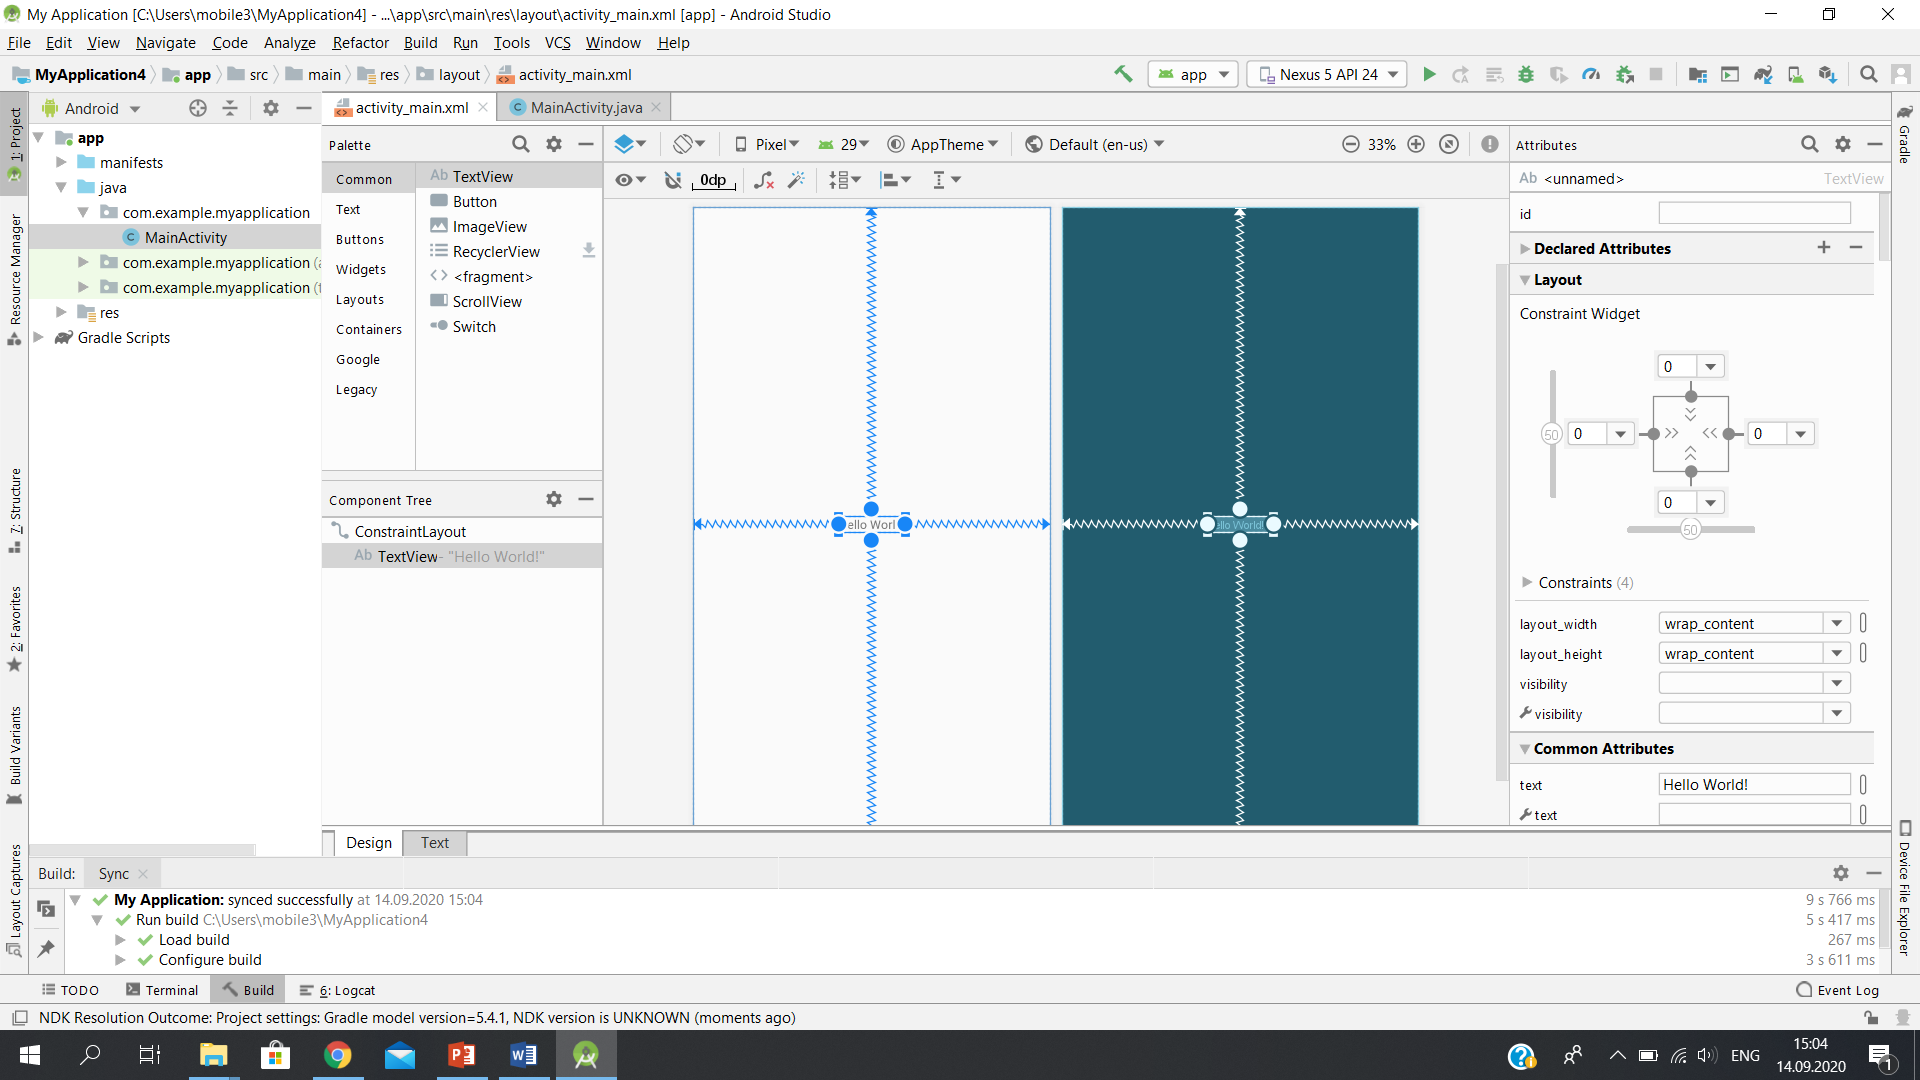 My Application [C:\Users\mobile3\MyApplication4] - ...\app\src\main\res\layout\activity_main.xml [app] - Android Studio
File Edit View Navigate Code Analyze Refactor Build Run Tools VCS Window Help
MyApplication4 app src main res layout activity_main.xml app Nexus 5 API 24
1: Project
Resource Manager
7: Structure
2: Favorites
Build Variants
Layout Captures
Android
app
manifests
java
com.example.myapplication
MainActivity
com.example.myapplication (a
com.example.myapplication (t
res
Gradle Scripts
activity_main.xml MainActivity.java
Palette
Common
Text
Buttons
Widgets
Layouts
Containers
Google
Legacy
Ab TextView
Button
ImageView
RecyclerView
<fragment>
ScrollView
Switch
Component Tree
ConstraintLayout
Ab TextView - "Hello World!"
Pixel 29 AppTheme Default (en-us) 33%
0dp
ello Worl
ello World!
Design Text
Attributes
Ab <unnamed> TextView
id
Declared Attributes
Layout
Constraint Widget
0
50 0 0
0
50
Constraints (4)
layout_width wrap_content
layout_height wrap_content
visibility
visibility
Common Attributes
text Hello World!
text
Gradle
Device File Explorer
Build: Sync
My Application: synced successfully at 14.09.2020 15:04 9 s 766 ms
Run build C:\Users\mobile3\MyApplication4 5 s 417 ms
Load build 267 ms
Configure build 3 s 611 ms
TODO Terminal Build 6: Logcat Event Log
NDK Resolution Outcome: Project settings: Gradle model version=5.4.1, NDK version is UNKNOWN (moments ago)
ENG
15:04
14.09.2020
1